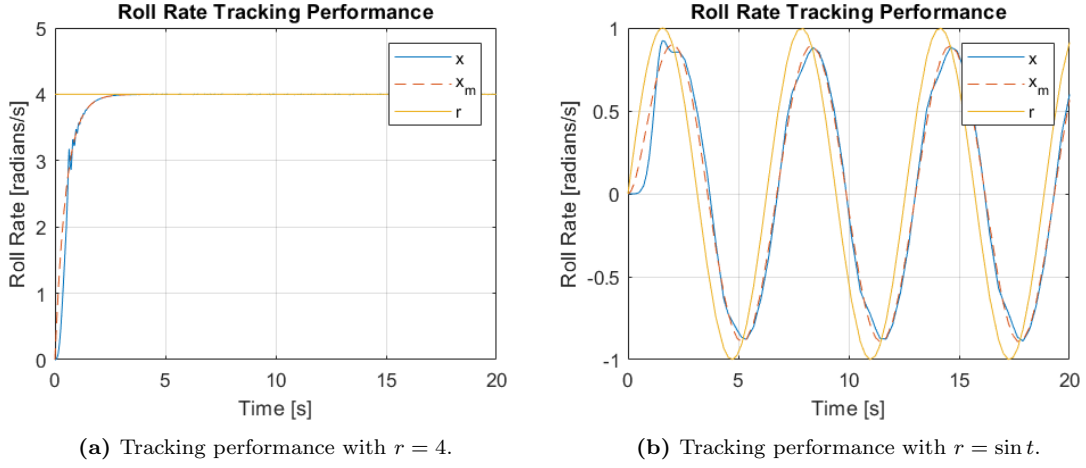 Roll Rate Tracking Performance
5
4
3
2
1
0
Roll Rate [radians/s]
x
x_m
r
0
5
10
15
20
Time [s]
(a) Tracking performance with r = 4.
Roll Rate Tracking Performance
1
0.5
0
-0.5
-1
Roll Rate [radians/s]
x
x_m
r
0
5
10
15
20
Time [s]
(b) Tracking performance with r = sin t.